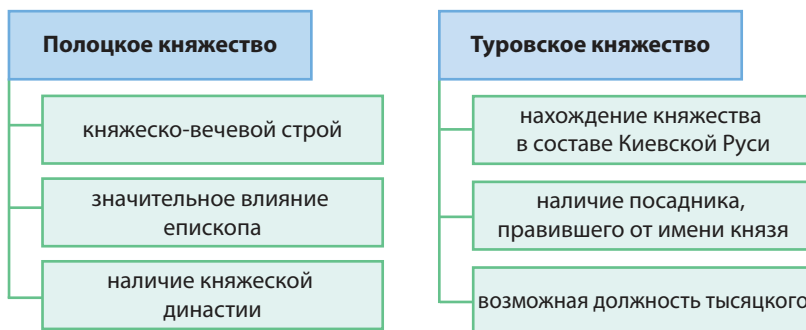 Полоцкое княжество
княжеско-вечевой строй
значительное влияние
епископа
наличие княжеской
династии
Туровское княжество
нахождение княжества
в составе Киевской Руси
наличие посадника,
правившего от имени князя
возможная должность тысяцкого